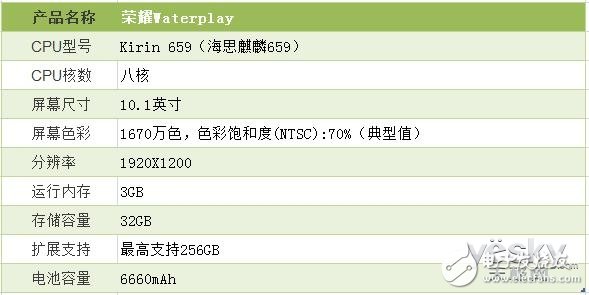 产品名称 荣耀Waterplay
CPU型号 Kirin 659（海思麒麟659）
CPU核数 八核
屏幕尺寸 10.1英寸
屏幕色彩 1670万色，色彩饱和度(NTSC):70%（典型值）
分辨率 1920X1200
运行内存 3GB
存储容量 32GB
扩展支持 最高支持256GB
电池容量 6660mAh
yesky
电子发烧友
www.elecfans.com